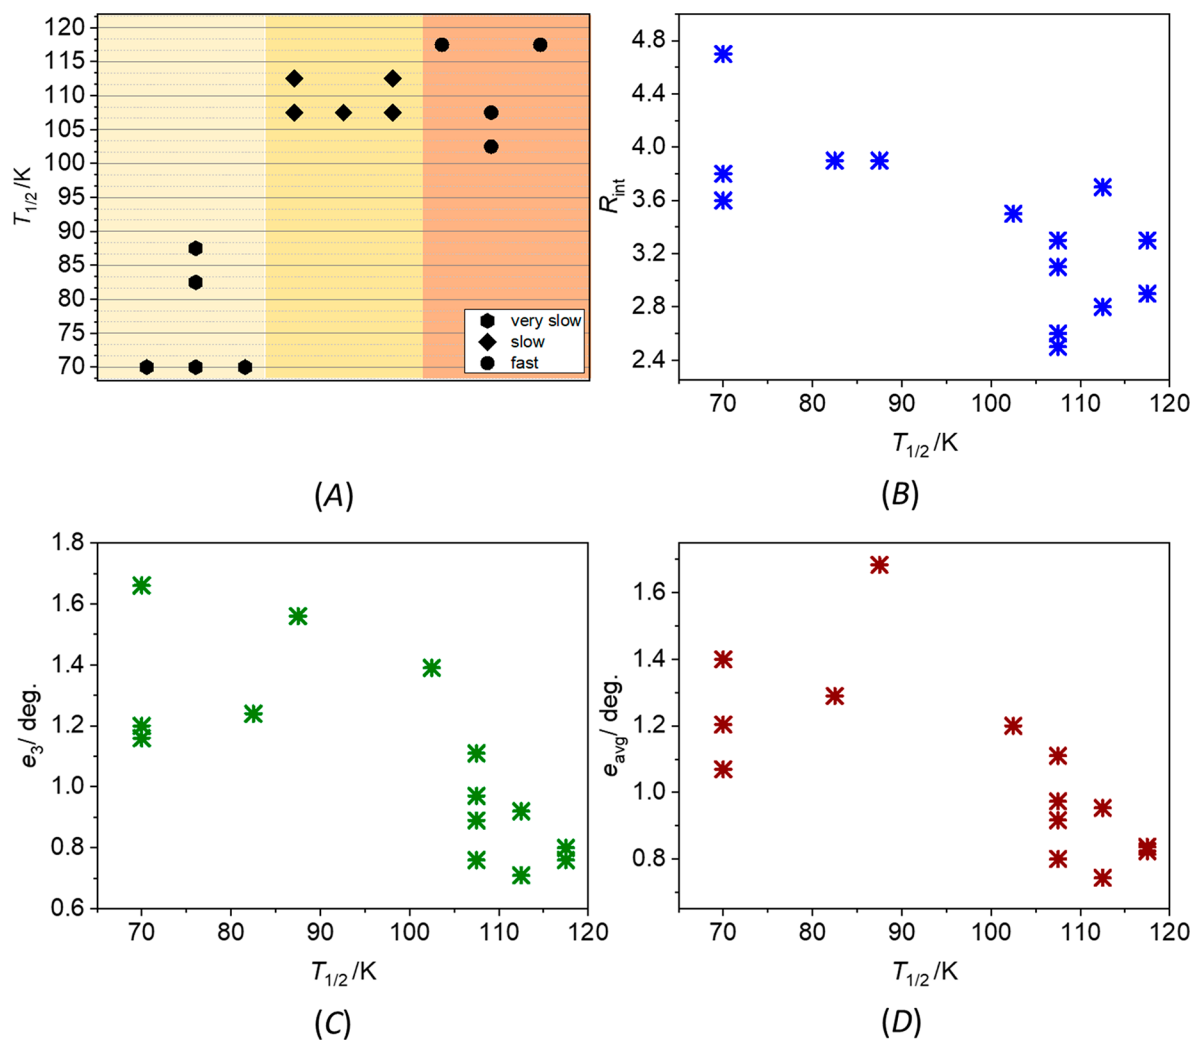 120
115
110
105
100
95
90
85
80
75
70
T1/2 /K
very slow
slow
fast
(A)
4.8
4.4
4.0
3.6
3.2
2.8
2.4
Rint
70 80 90 100 110 120
T1/2 /K
(B)
1.8
1.6
1.4
1.2
1.0
0.8
0.6
e3/ deg.
70 80 90 100 110 120
T1/2 /K
(C)
1.6
1.4
1.2
1.0
0.8
eavg/ deg.
70 80 90 100 110 120
T1/2 /K
(D)